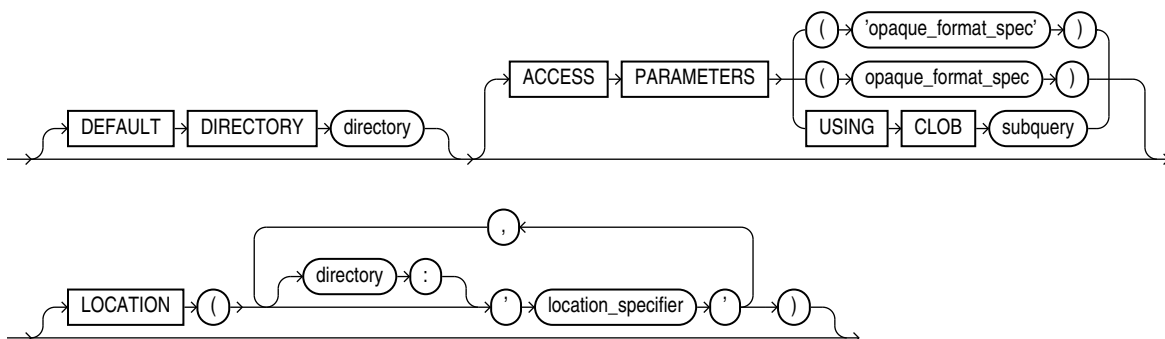 ( 'opaque_format_spec' )
ACCESS PARAMETERS ( opaque_format_spec )
DEFAULT DIRECTORY directory USING CLOB subquery
,
directory :
LOCATION ( ' location_specifier ' )